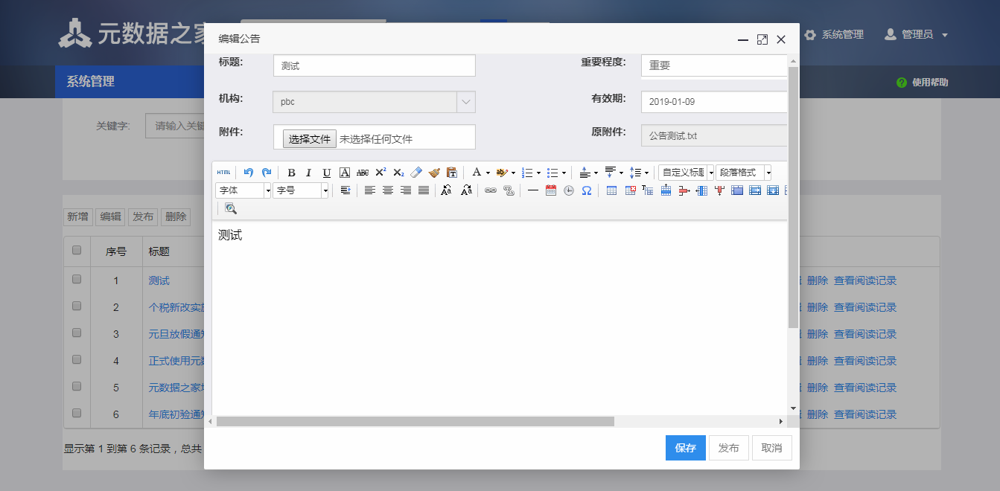 元数据之家
系统管理
管理员
系统管理
使用帮助
关键字:
请输入关键
新增
编辑
发布
删除
序号
标题
1
测试
删除 查看阅读记录
2
个税新改实施
删除 查看阅读记录
3
元旦放假通知
删除 查看阅读记录
4
正式使用元数
删除 查看阅读记录
5
元数据之家
删除 查看阅读记录
6
年底初验通知
删除 查看阅读记录
显示第 1 到第 6 条记录，总共
编辑公告
标题:
测试
重要程度:
重要
机构:
pbc
有效期:
2019-01-09
附件:
选择文件 未选择任何文件
原附件:
公告测试.txt
HTML
B I U A ABC X² X₂
A
ab
自定义标题
段落格式
字体
字号
Ω
测试
保存
发布
取消